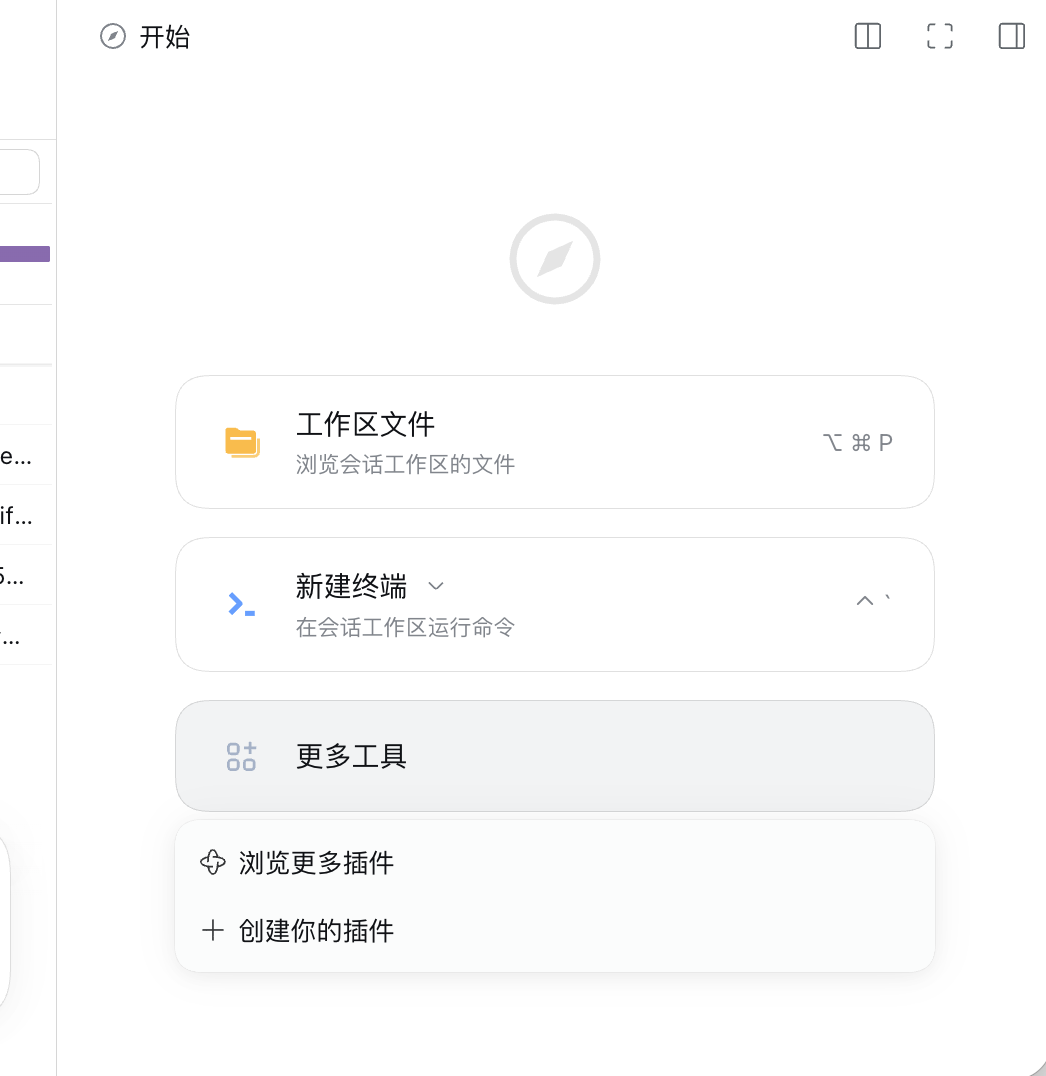 开始
e...
if...
5...
工作区文件
浏览会话工作区的文件
⌥ ⌘ P
新建终端
在会话工作区运行命令
^ `
更多工具
浏览更多插件
创建你的插件